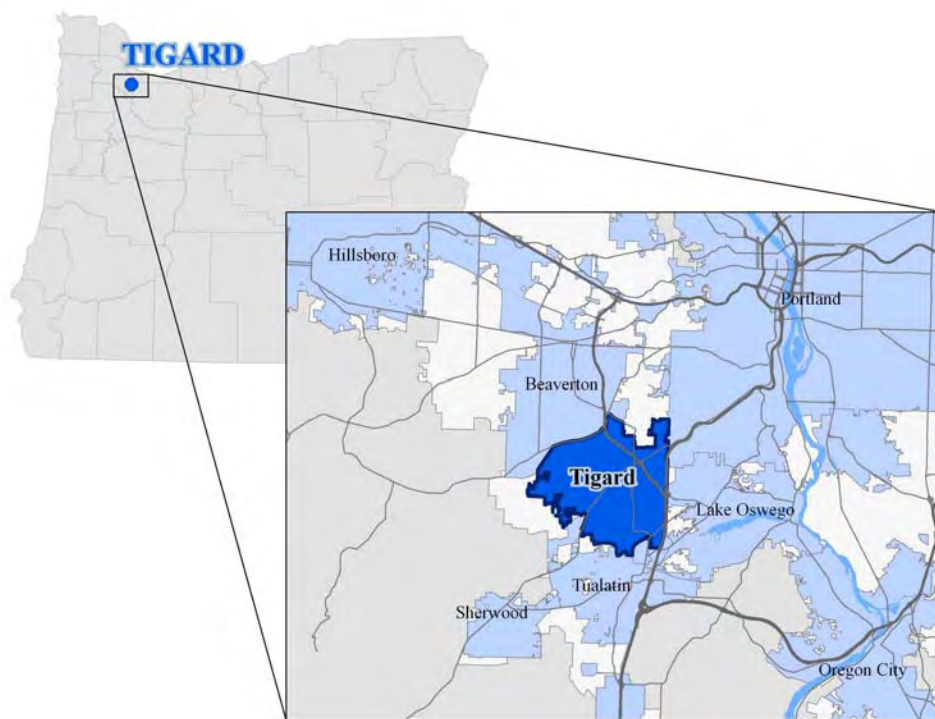 TIGARD
Hillsboro
Portland
Beaverton
Tigard
Lake Oswego
Tualatin
Sherwood
Oregon City